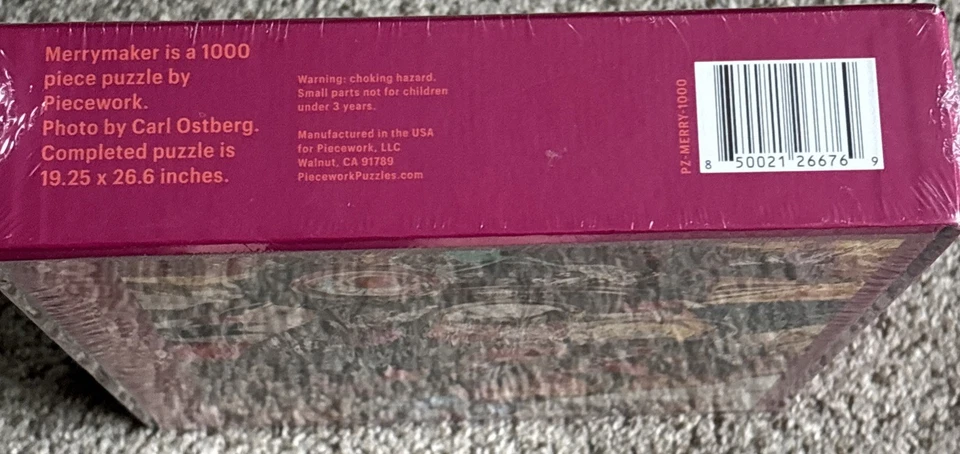 Merrymaker is a 1000
piece puzzle by
Piecework.
Photo by Carl Ostberg.
Completed puzzle is
19.25 x 26.6 inches.
Warning: choking hazard.
Small parts not for children
under 3 years.
Manufactured in the USA
for Piecework, LLC
Walnut, CA 91789
PieceworkPuzzles.com
PZ-MERRY-1000
8 50021 26676 9